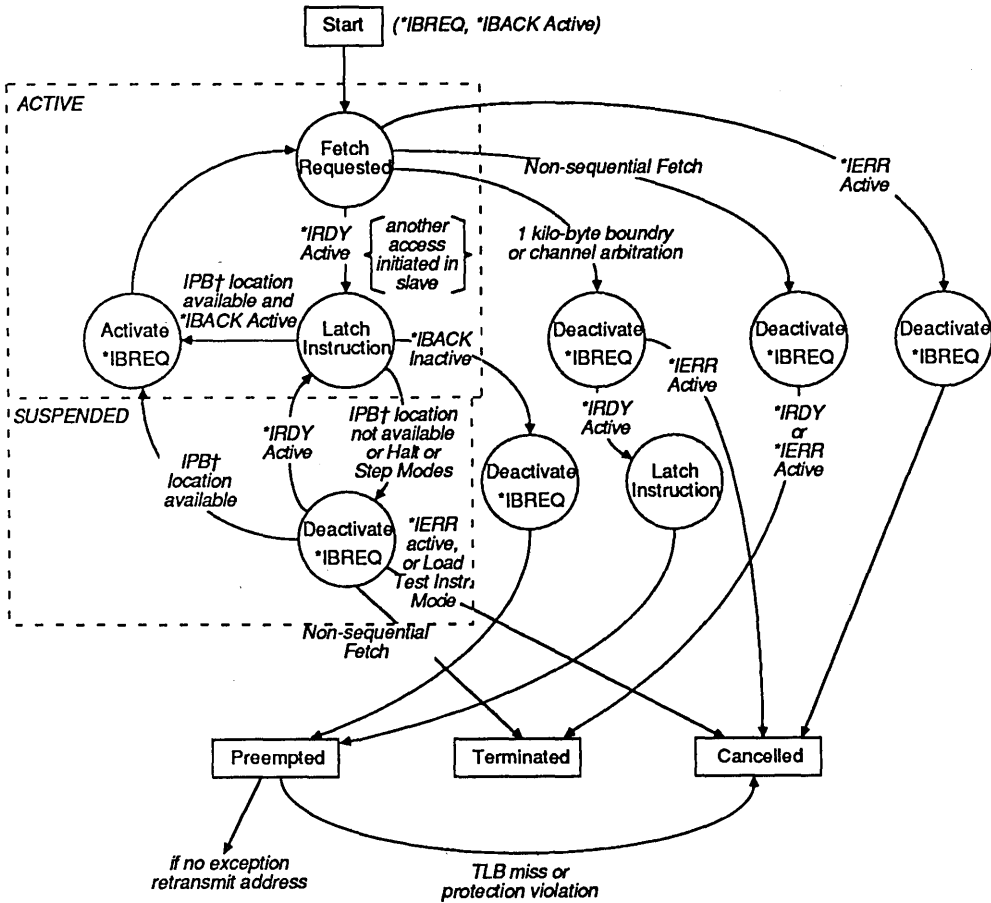 Start
(*IBREQ, *IBACK Active)
ACTIVE
Fetch
Requested
Non-sequential Fetch
*IERR
Active
*IRDY
Active
another
access
initiated in
slave
1 kilo-byte boundry
or channel arbitration
IPB† location
available and
*IBACK Active
Activate
*IBREQ
Latch
Instruction
*IBACK
Inactive
Deactivate
*IBREQ
*IERR
Active
Deactivate
*IBREQ
Deactivate
*IBREQ
SUSPENDED
*IRDY
Active
IPB† location
not available
or Halt or
Step Modes
*IRDY
Active
*IRDY
or
*IERR
Active
IPB†
location
available
Deactivate
*IBREQ
Latch
Instruction
Deactivate
*IBREQ
*IERR
active,
or Load
Test Instr.
Mode
Non-sequential
Fetch
Preempted
Terminated
Cancelled
if no exception
retransmit address
TLB miss or
protection violation